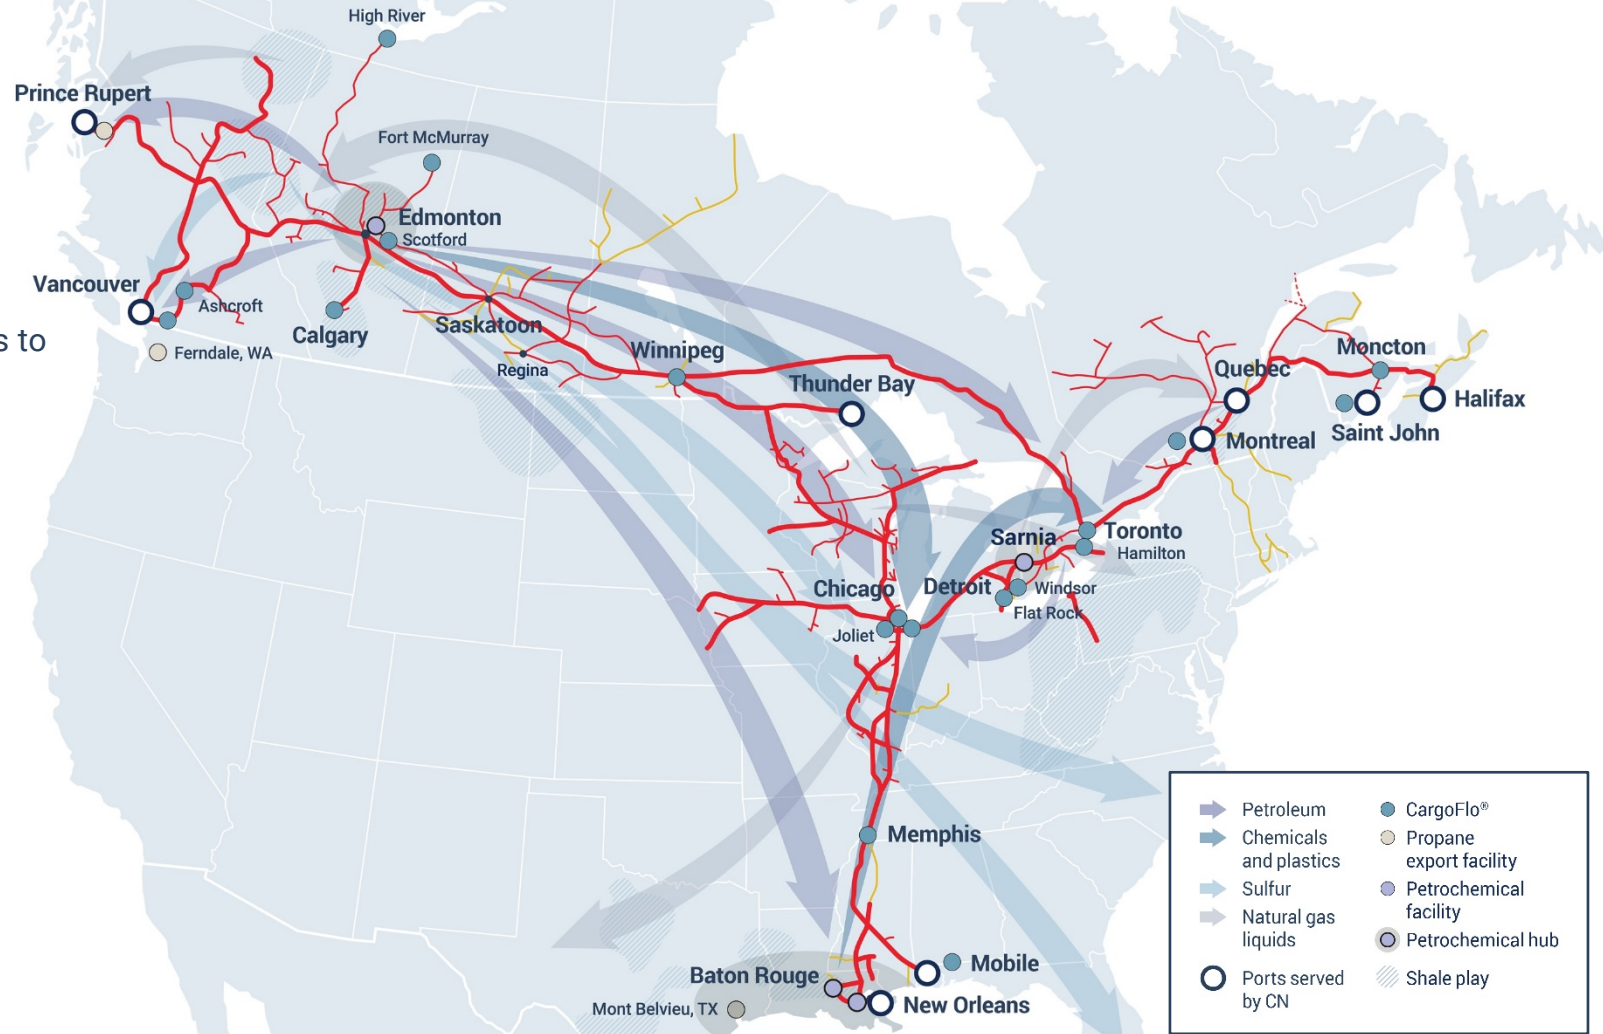 High River
Prince Rupert
Fort McMurray
Edmonton
Scotford
Vancouver
Ashcroft
s to
Calgary
Saskatoon
Ferndale, WA
Regina
Winnipeg
Thunder Bay
Moncton
Quebec
Halifax
Saint John
Montreal
Toronto
Sarnia
Hamilton
Chicago
Detroit
Windsor
Flat Rock
Joliet
Memphis
Baton Rouge
Mobile
Mont Belvieu, TX
New Orleans
Petroleum
Chemicals
and plastics
Sulfur
Natural gas
liquids
Ports served
by CN
CargoFlo®
Propane
export facility
Petrochemical
facility
Petrochemical hub
Shale play